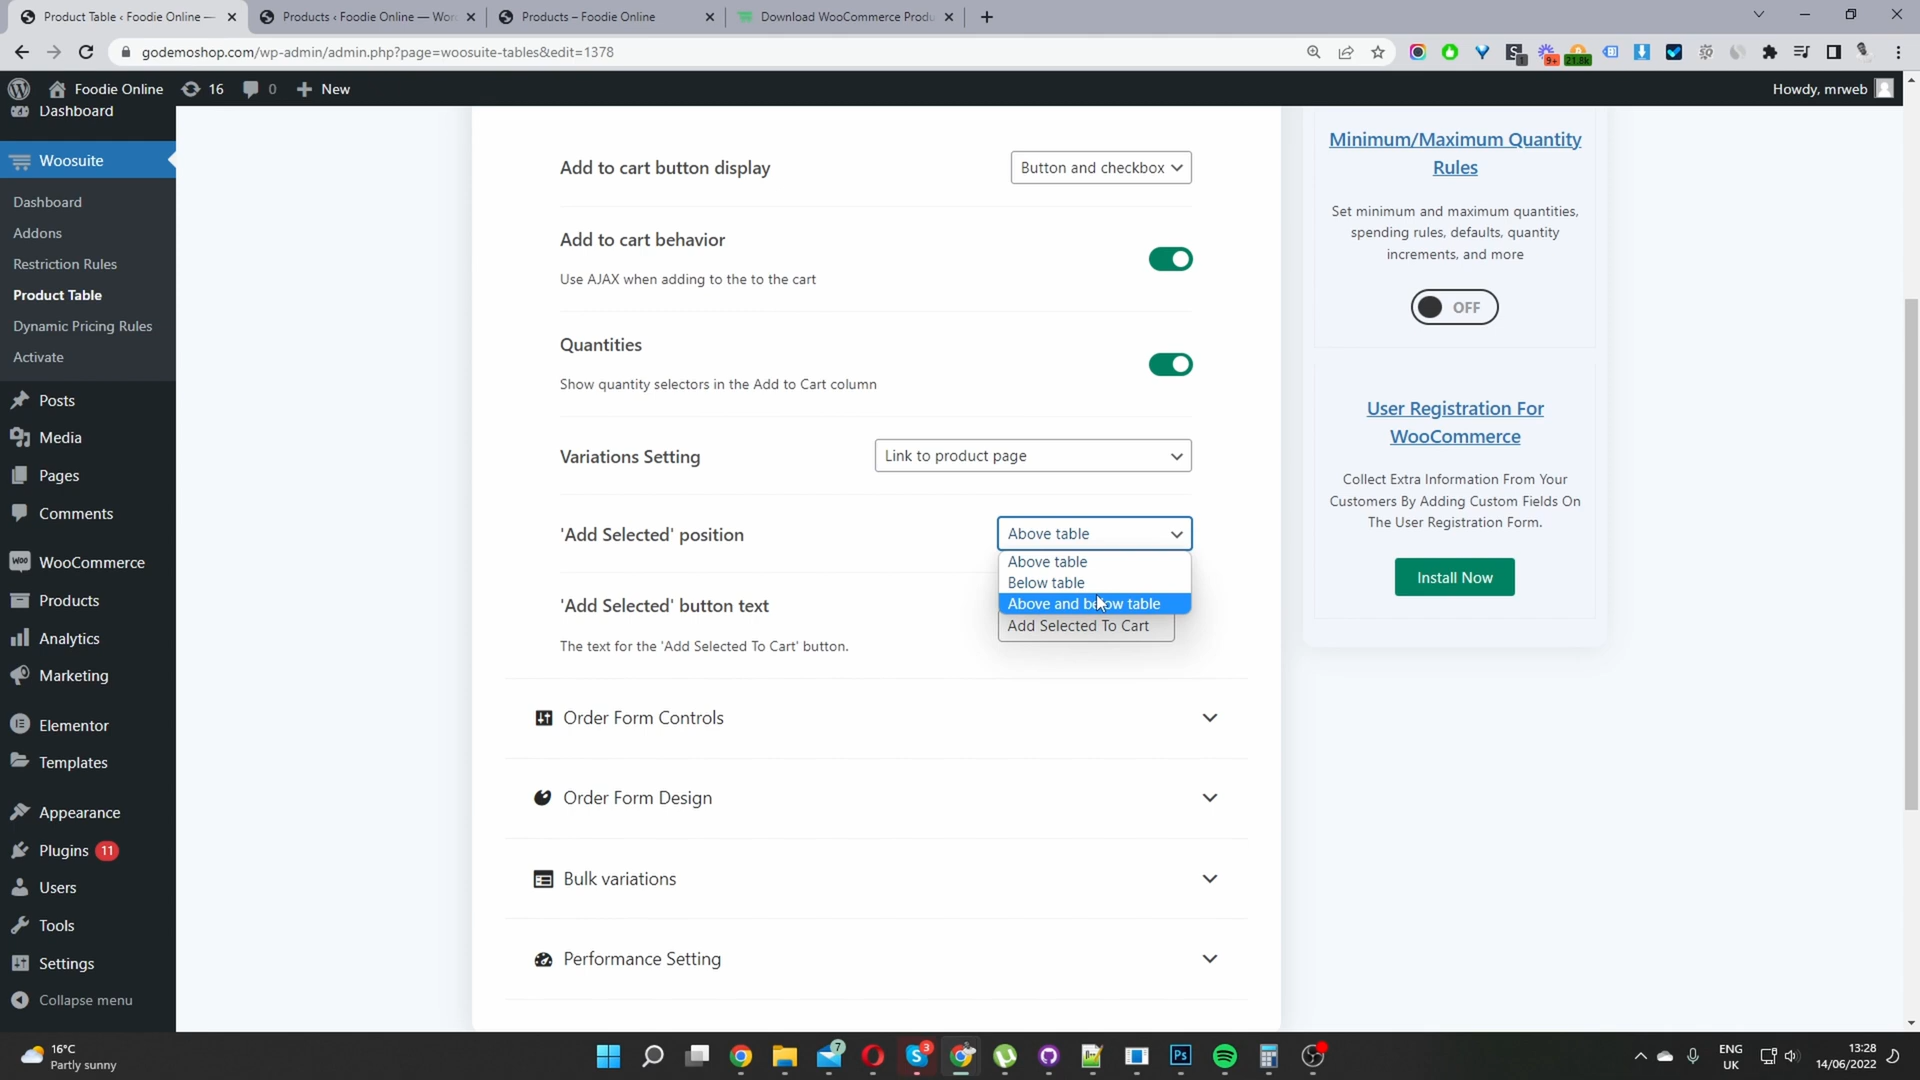 Product Table ‹ Foodie Online —
Products ‹ Foodie Online — Wor
Products – Foodie Online
Download WooCommerce Produ
godemoshop.com/wp-admin/admin.php?page=woosuite-tables&edit=1378
1
9+
21.8k
Foodie Online
16
0
New
Howdy, mrweb
Dashboard
Woosuite
Dashboard
Addons
Restriction Rules
Product Table
Dynamic Pricing Rules
Activate
Posts
Media
Pages
Comments
WooCommerce
Products
Analytics
Marketing
Elementor
Templates
Appearance
Plugins 11
Users
Tools
Settings
Collapse menu
Add to cart button display
Button and checkbox
Add to cart behavior
Use AJAX when adding to the to the cart
Quantities
Show quantity selectors in the Add to Cart column
Variations Setting
Link to product page
'Add Selected' position
Above table
Above table
Below table
Above and below table
'Add Selected' button text
Add Selected To Cart
The text for the 'Add Selected To Cart' button.
Order Form Controls
Order Form Design
Bulk variations
Performance Setting
Minimum/Maximum Quantity
Rules
Set minimum and maximum quantities,
spending rules, defaults, quantity
increments, and more
OFF
User Registration For
WooCommerce
Collect Extra Information From Your
Customers By Adding Custom Fields On
The User Registration Form.
Install Now
16°C
Partly sunny
7
3
Ps
ENG
UK
13:28
14/06/2022